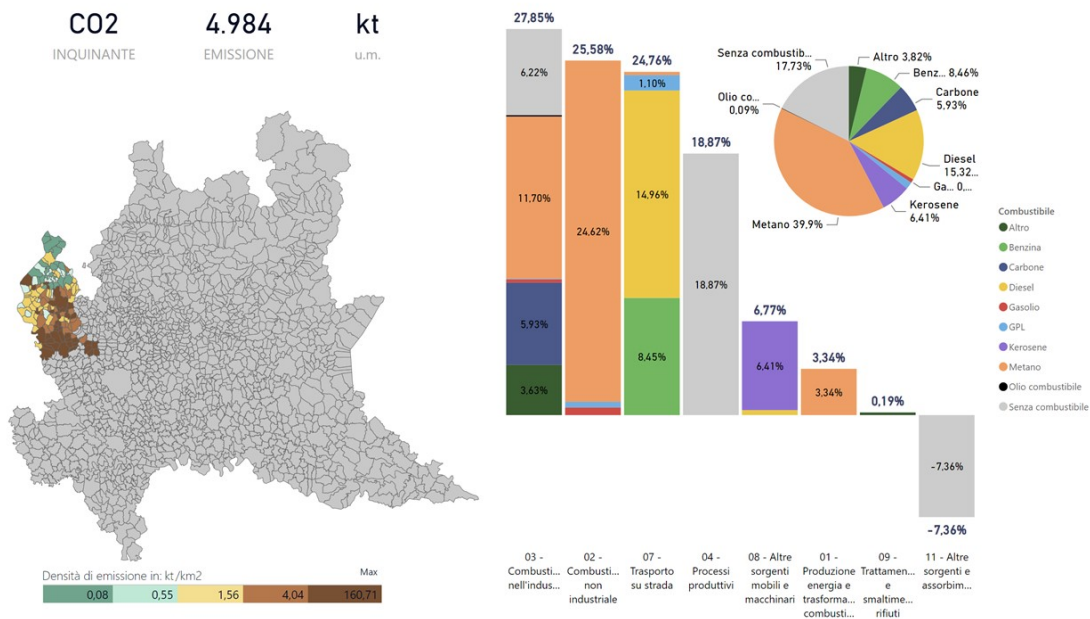 CO2
4.984
kt
INQUINANTE
EMISSIONE
u.m.
Densità di emissione in: kt/km2
Max
0,08
0,55
1,56
4,04
160,71
27,85%
6,22%
11,70%
5,93%
3,63%
25,58%
24,62%
24,76%
1,10%
14,96%
8,45%
18,87%
18,87%
6,77%
6,41%
3,34%
3,34%
0,19%
-7,36%
-7,36%
03 -
Combusti...
nell'indus...
02 -
Combusti...
non
industriale
07 -
Trasporto
su strada
04 -
Processi
produttivi
08 - Altre
sorgenti
mobili e
macchinari
01 -
Produzione
energia e
trasforma...
combusti...
09 -
Trattamen...
e
smaltime...
rifiuti
11 - Altre
sorgenti e
assorbim...
Senza combustib...
17,73%
Altro 3,82%
Benz... 8,46%
Carbone
5,93%
Olio co...
0,09%
Diesel
15,32...
Ga... 0,...
Kerosene
6,41%
Metano 39,9%
Combustibile
Altro
Benzina
Carbone
Diesel
Gasolio
GPL
Kerosene
Metano
Olio combustibile
Senza combustibile